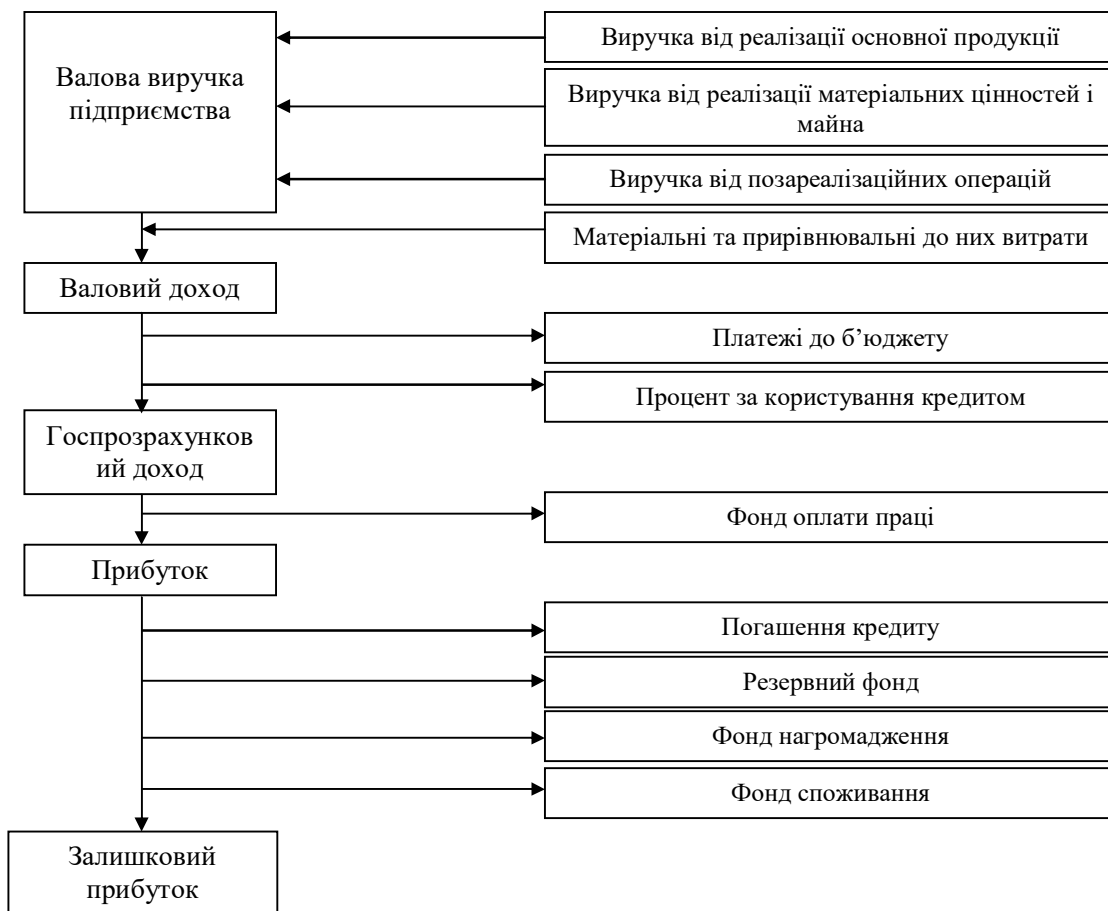 Виручка від реалізації основної продукції
Валова виручка
підприємства
Виручка від реалізації матеріальних цінностей і
майна
Виручка від позареалізаційних операцій
Матеріальні та прирівнювальні до них витрати
Валовий доход
Платежі до б’юджету
Процент за користування кредитом
Госпрозрахунков
ий доход
Фонд оплати праці
Прибуток
Погашення кредиту
Резервний фонд
Фонд нагромадження
Фонд споживання
Залишковий
прибуток